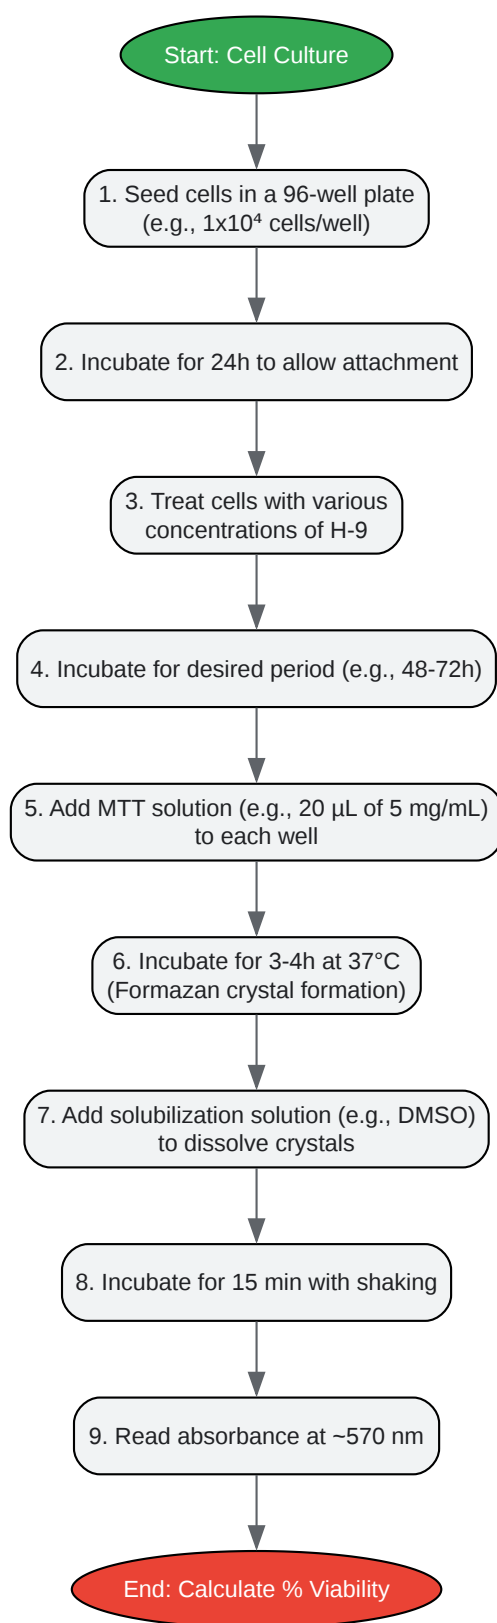 Start: Cell Culture
1. Seed cells in a 96-well plate
(e.g., 1x10⁴ cells/well)
2. Incubate for 24h to allow attachment
3. Treat cells with various
concentrations of H-9
4. Incubate for desired period (e.g., 48-72h)
5. Add MTT solution (e.g., 20 µL of 5 mg/mL)
to each well
6. Incubate for 3-4h at 37°C
(Formazan crystal formation)
7. Add solubilization solution (e.g., DMSO)
to dissolve crystals
8. Incubate for 15 min with shaking
9. Read absorbance at ~570 nm
End: Calculate % Viability